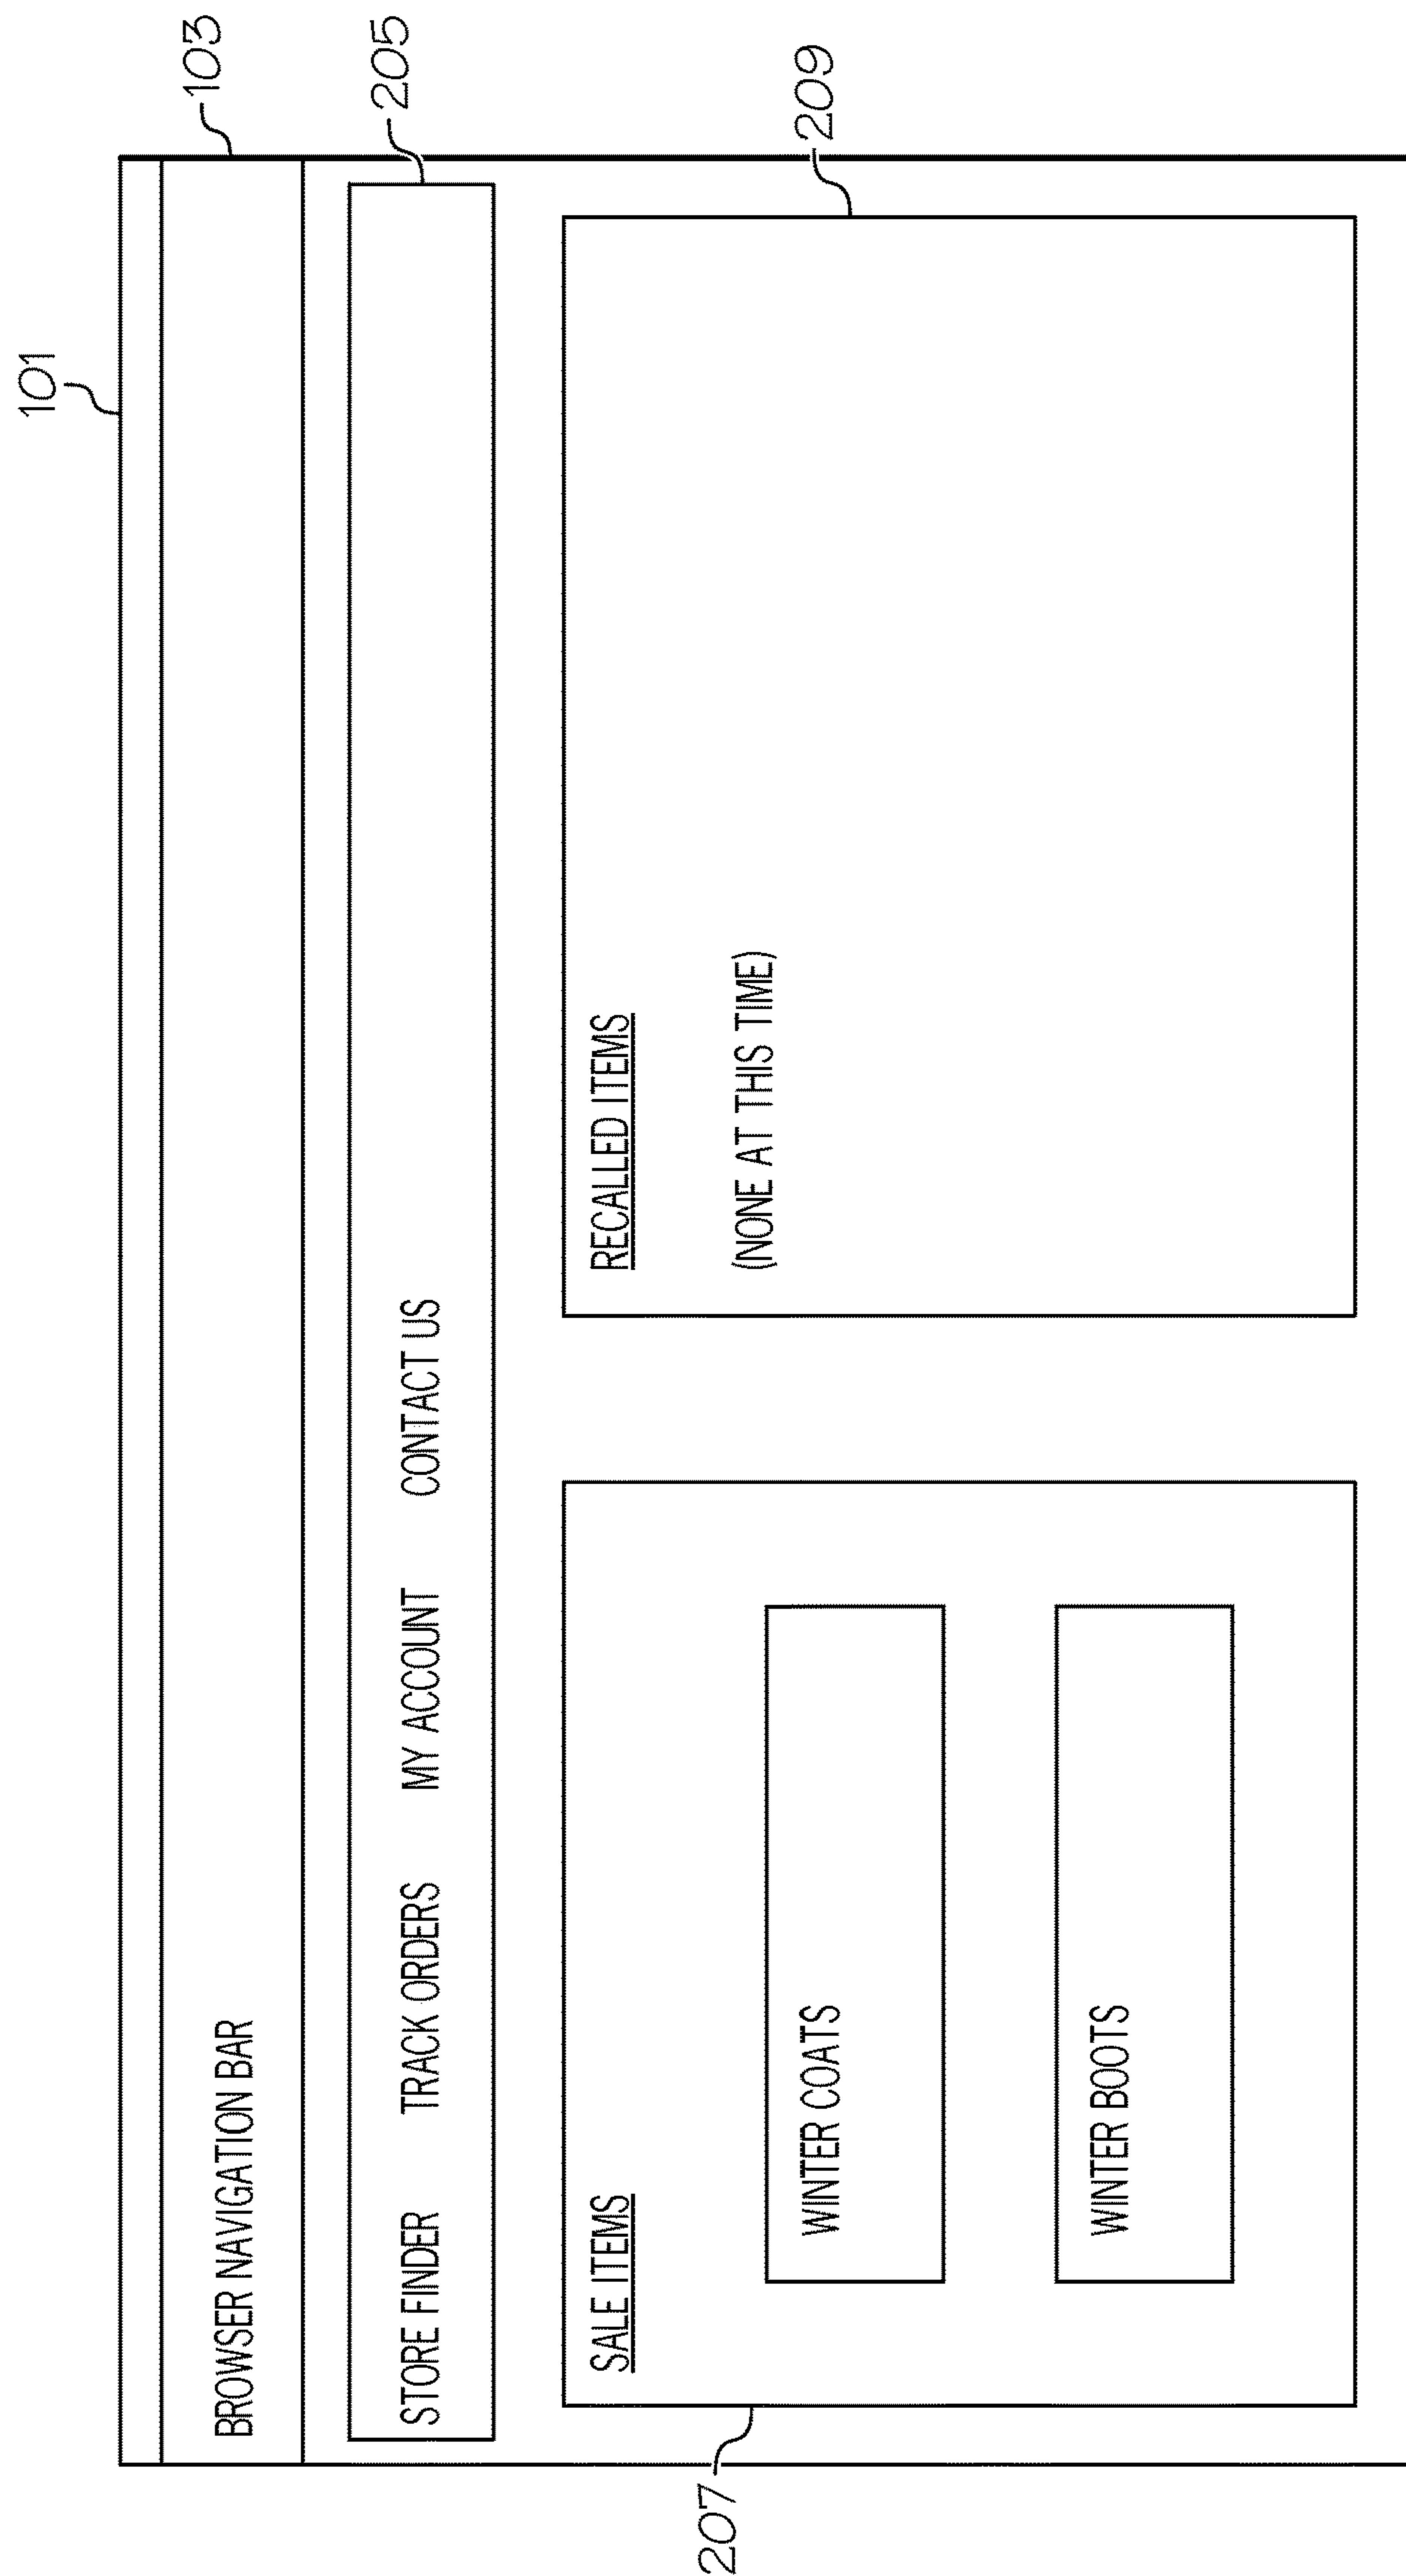 101
BROWSER NAVIGATION BAR
103
STORE FINDER TRACK ORDERS MY ACCOUNT CONTACT US
205
207
SALE ITEMS
WINTER COATS
WINTER BOOTS
RECALLED ITEMS
(NONE AT THIS TIME)
209